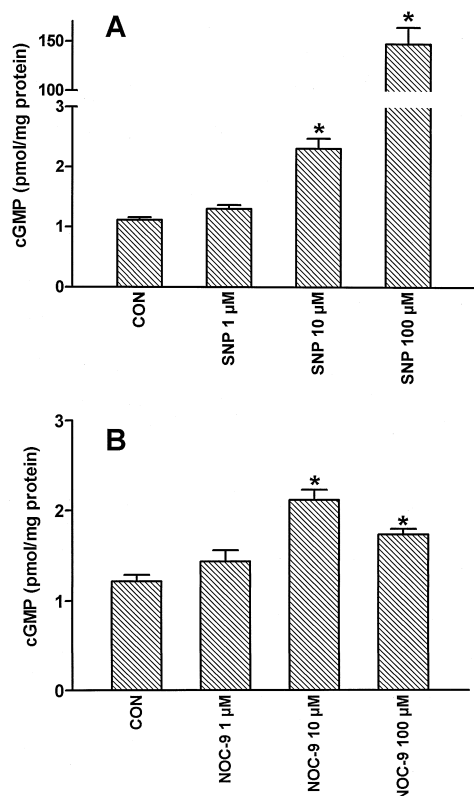 A
cGMP (pmol/mg protein)
150
100
3
2
1
0
*
*
CON
SNP 1 µM
SNP 10 µM
SNP 100 µM
B
cGMP (pmol/mg protein)
3
2
1
0
*
*
CON
NOC-9 1 µM
NOC-9 10 µM
NOC-9 100 µM